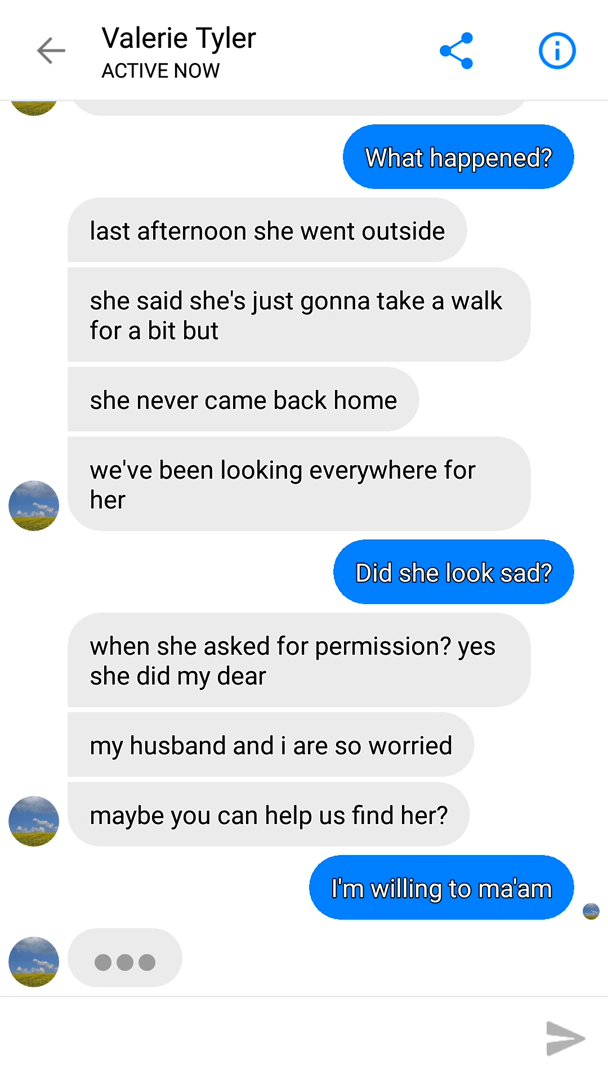 Valerie Tyler
ACTIVE NOW
What happened?
last afternoon she went outside
she said she's just gonna take a walk
for a bit but
she never came back home
we've been looking everywhere for
her
Did she look sad?
when she asked for permission? yes
she did my dear
my husband and i are so worried
maybe you can help us find her?
I'm willing to ma'am